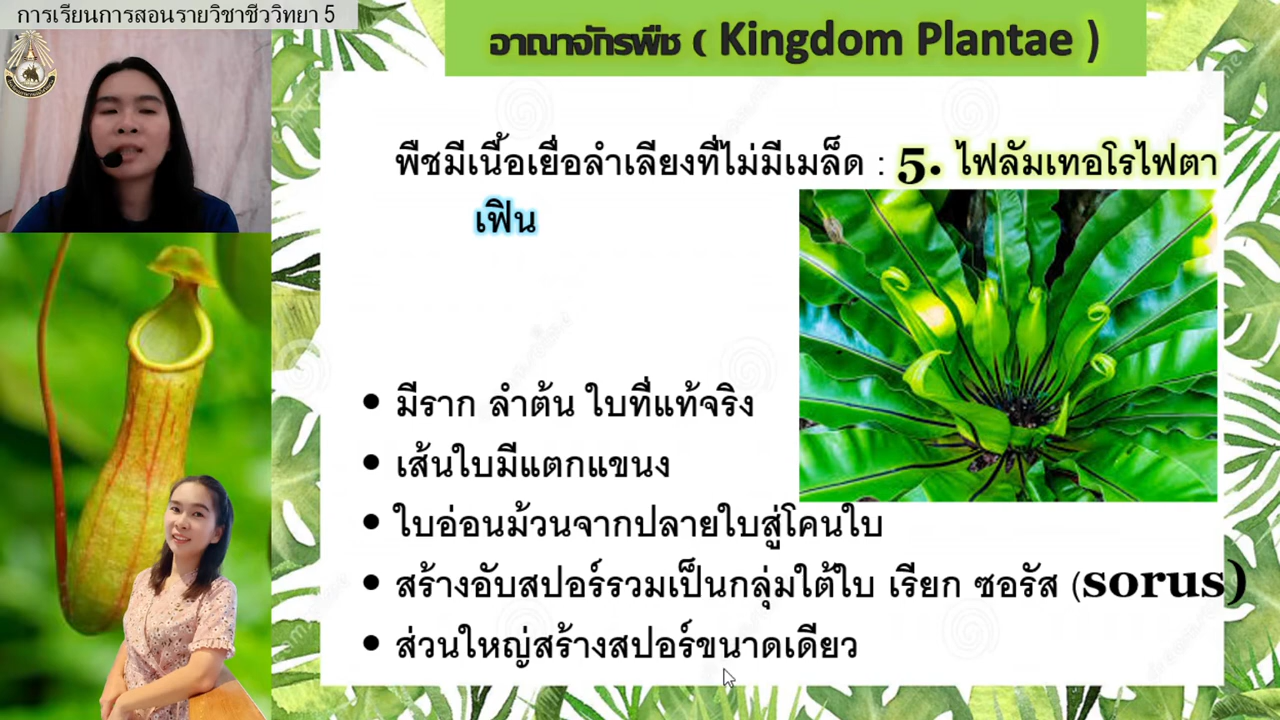 การเรียนการสอนรายวิชาชีววิทยา 5
อาณาจักรพืช ( Kingdom Plantae )
พืชมีเนื้อเยื่อลำเลียงที่ไม่มีเมล็ด : 5. ไฟลัมเทอโรไฟตา
เฟิน
• มีราก ลำต้น ใบที่แท้จริง
• เส้นใบมีแตกแขนง
• ใบอ่อนม้วนจากปลายใบสู่โคนใบ
• สร้างอับสปอร์รวมเป็นกลุ่มใต้ใบ เรียก ซอรัส (sorus)
• ส่วนใหญ่สร้างสปอร์ขนาดเดียว